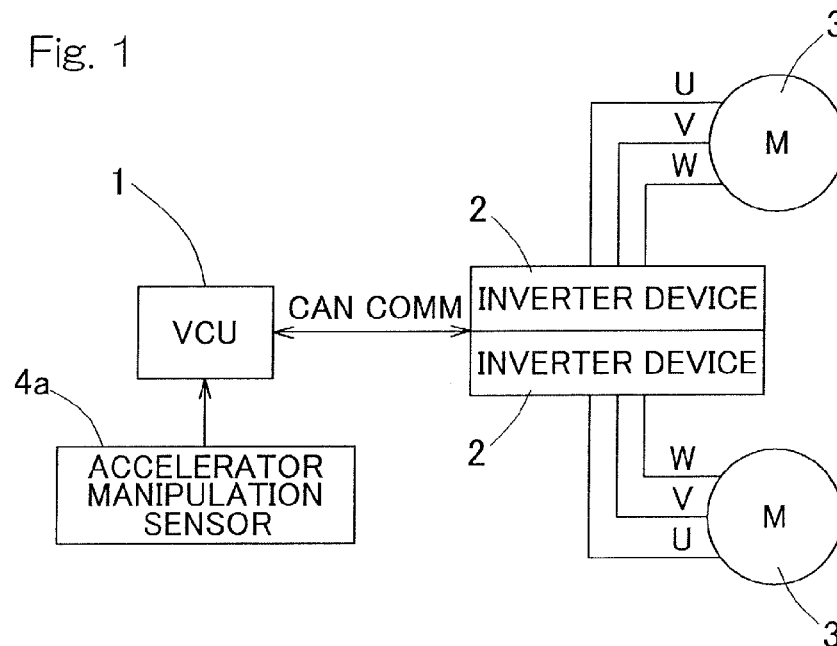 Fig. 1
3
U
V
M
W
1
2
INVERTER DEVICE
CAN COMM
VCU
INVERTER DEVICE
4a
2
ACCELERATOR
MANIPULATION
SENSOR
W
V
M
U
3